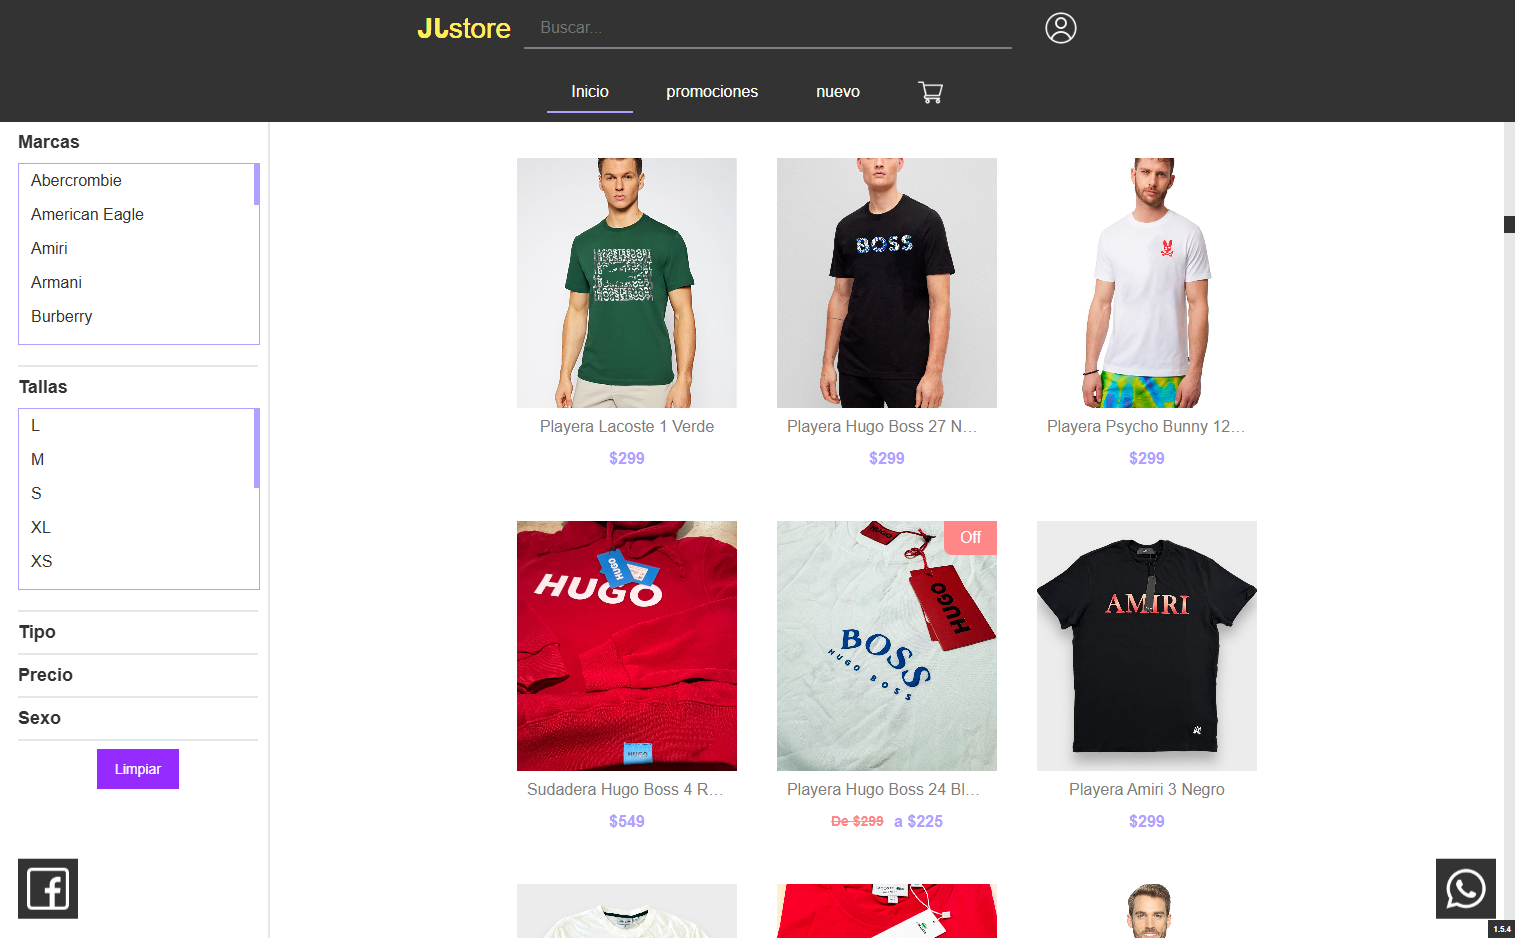 JLstore
Buscar...
Inicio
promociones
nuevo
Marcas
Abercrombie
American Eagle
Amiri
Armani
Burberry
Tallas
L
M
S
XL
XS
Tipo
Precio
Sexo
Limpiar
BOSS
Playera Lacoste 1 Verde
$299
Playera Hugo Boss 27 N...
$299
Playera Psycho Bunny 12...
$299
HUGO
HUGO
HUGO
Sudadera Hugo Boss 4 R...
$549
Off
HUGO
HUGO
BOSS
HUGO BOSS
Playera Hugo Boss 24 Bl...
De $299 a $225
AMIRI
Playera Amiri 3 Negro
$299
1.5.4